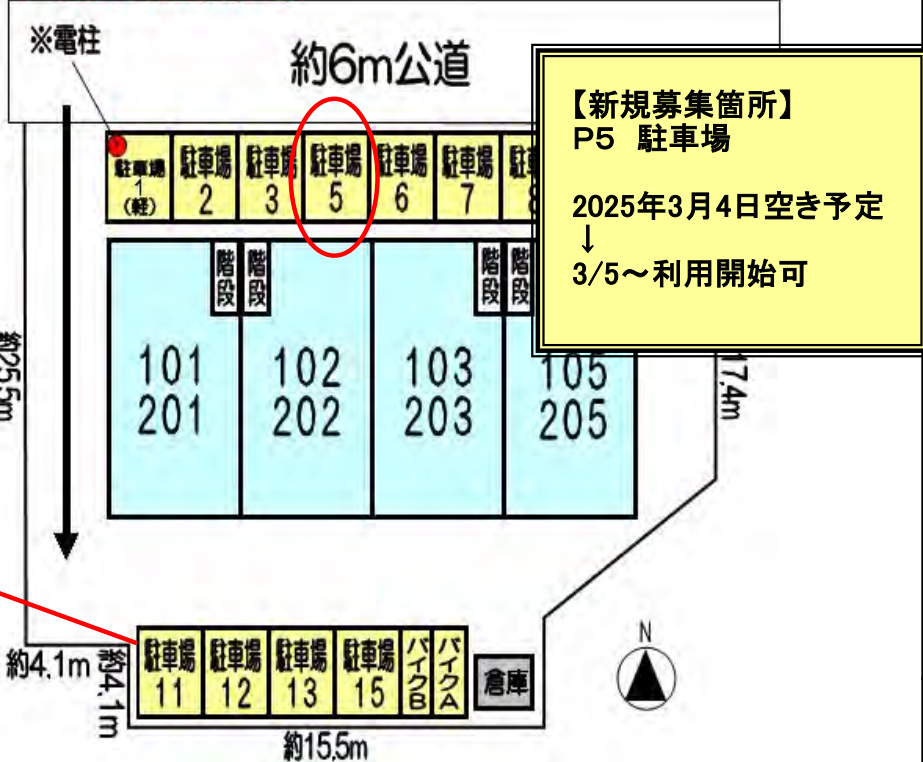 ※電柱
約6m公道
【新規募集箇所】
P5 駐車場
2025年3月4日空き予定
↓
3/5～利用開始可
駐車場
1
(軽)
駐車場
2
駐車場
3
駐車場
5
駐車場
6
駐車場
7
階段
階段
階段
階段
101
201
102
202
103
203
105
205
約25.5m
17.4m
約4.1m
約4.1m
駐車場
11
駐車場
12
駐車場
13
駐車場
15
バイクB
バイクA
倉庫
N
約15.5m